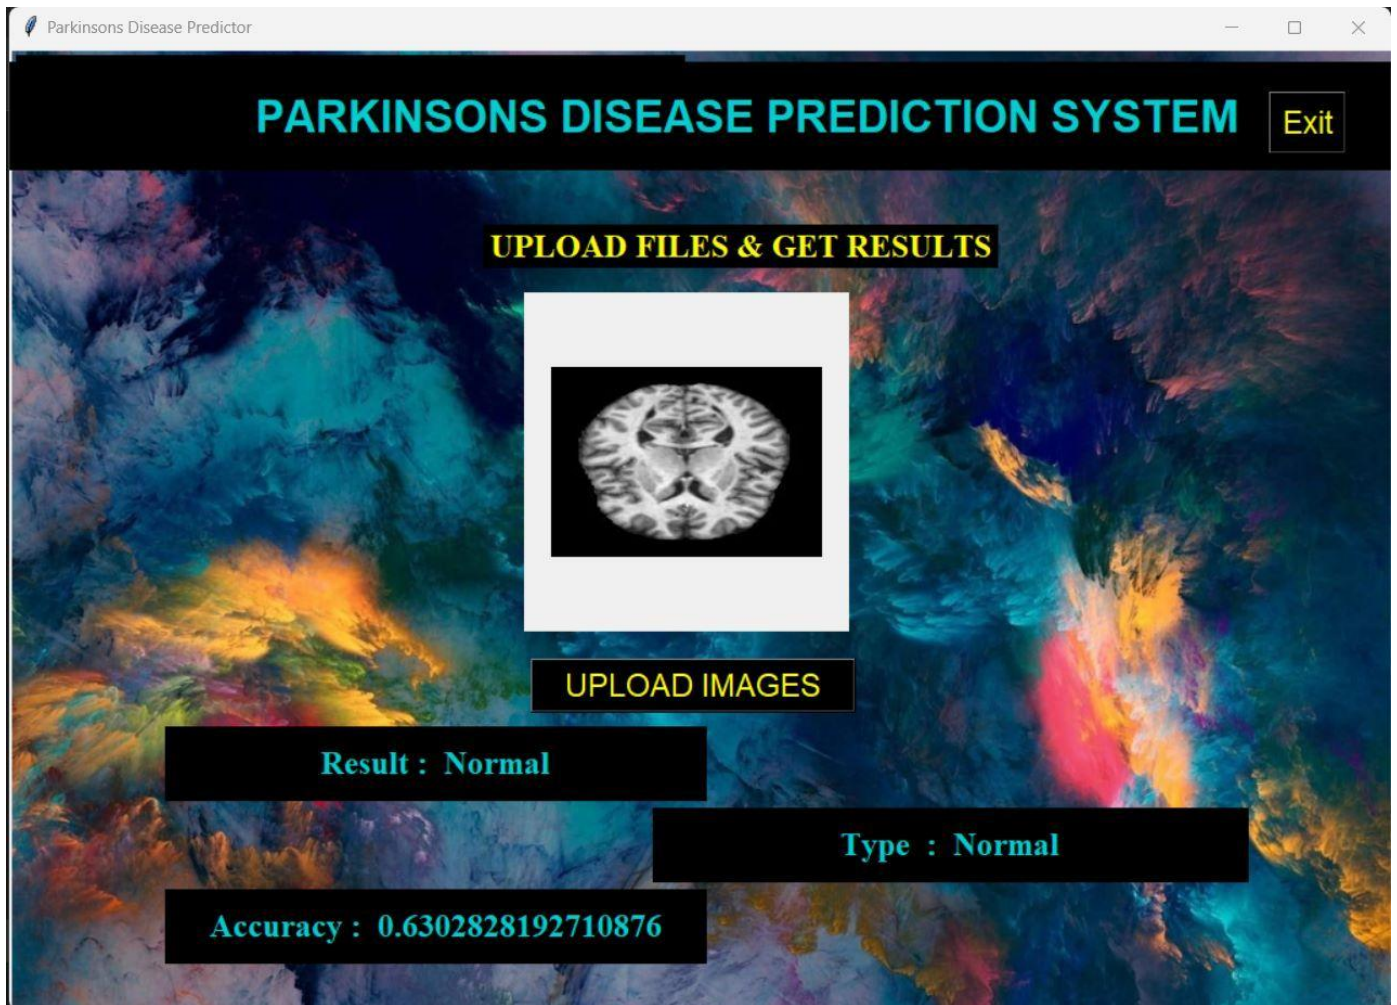 Parkinsons Disease Predictor
PARKINSONS DISEASE PREDICTION SYSTEM
Exit
UPLOAD FILES & GET RESULTS
UPLOAD IMAGES
Result : Normal
Type : Normal
Accuracy : 0.6302828192710876